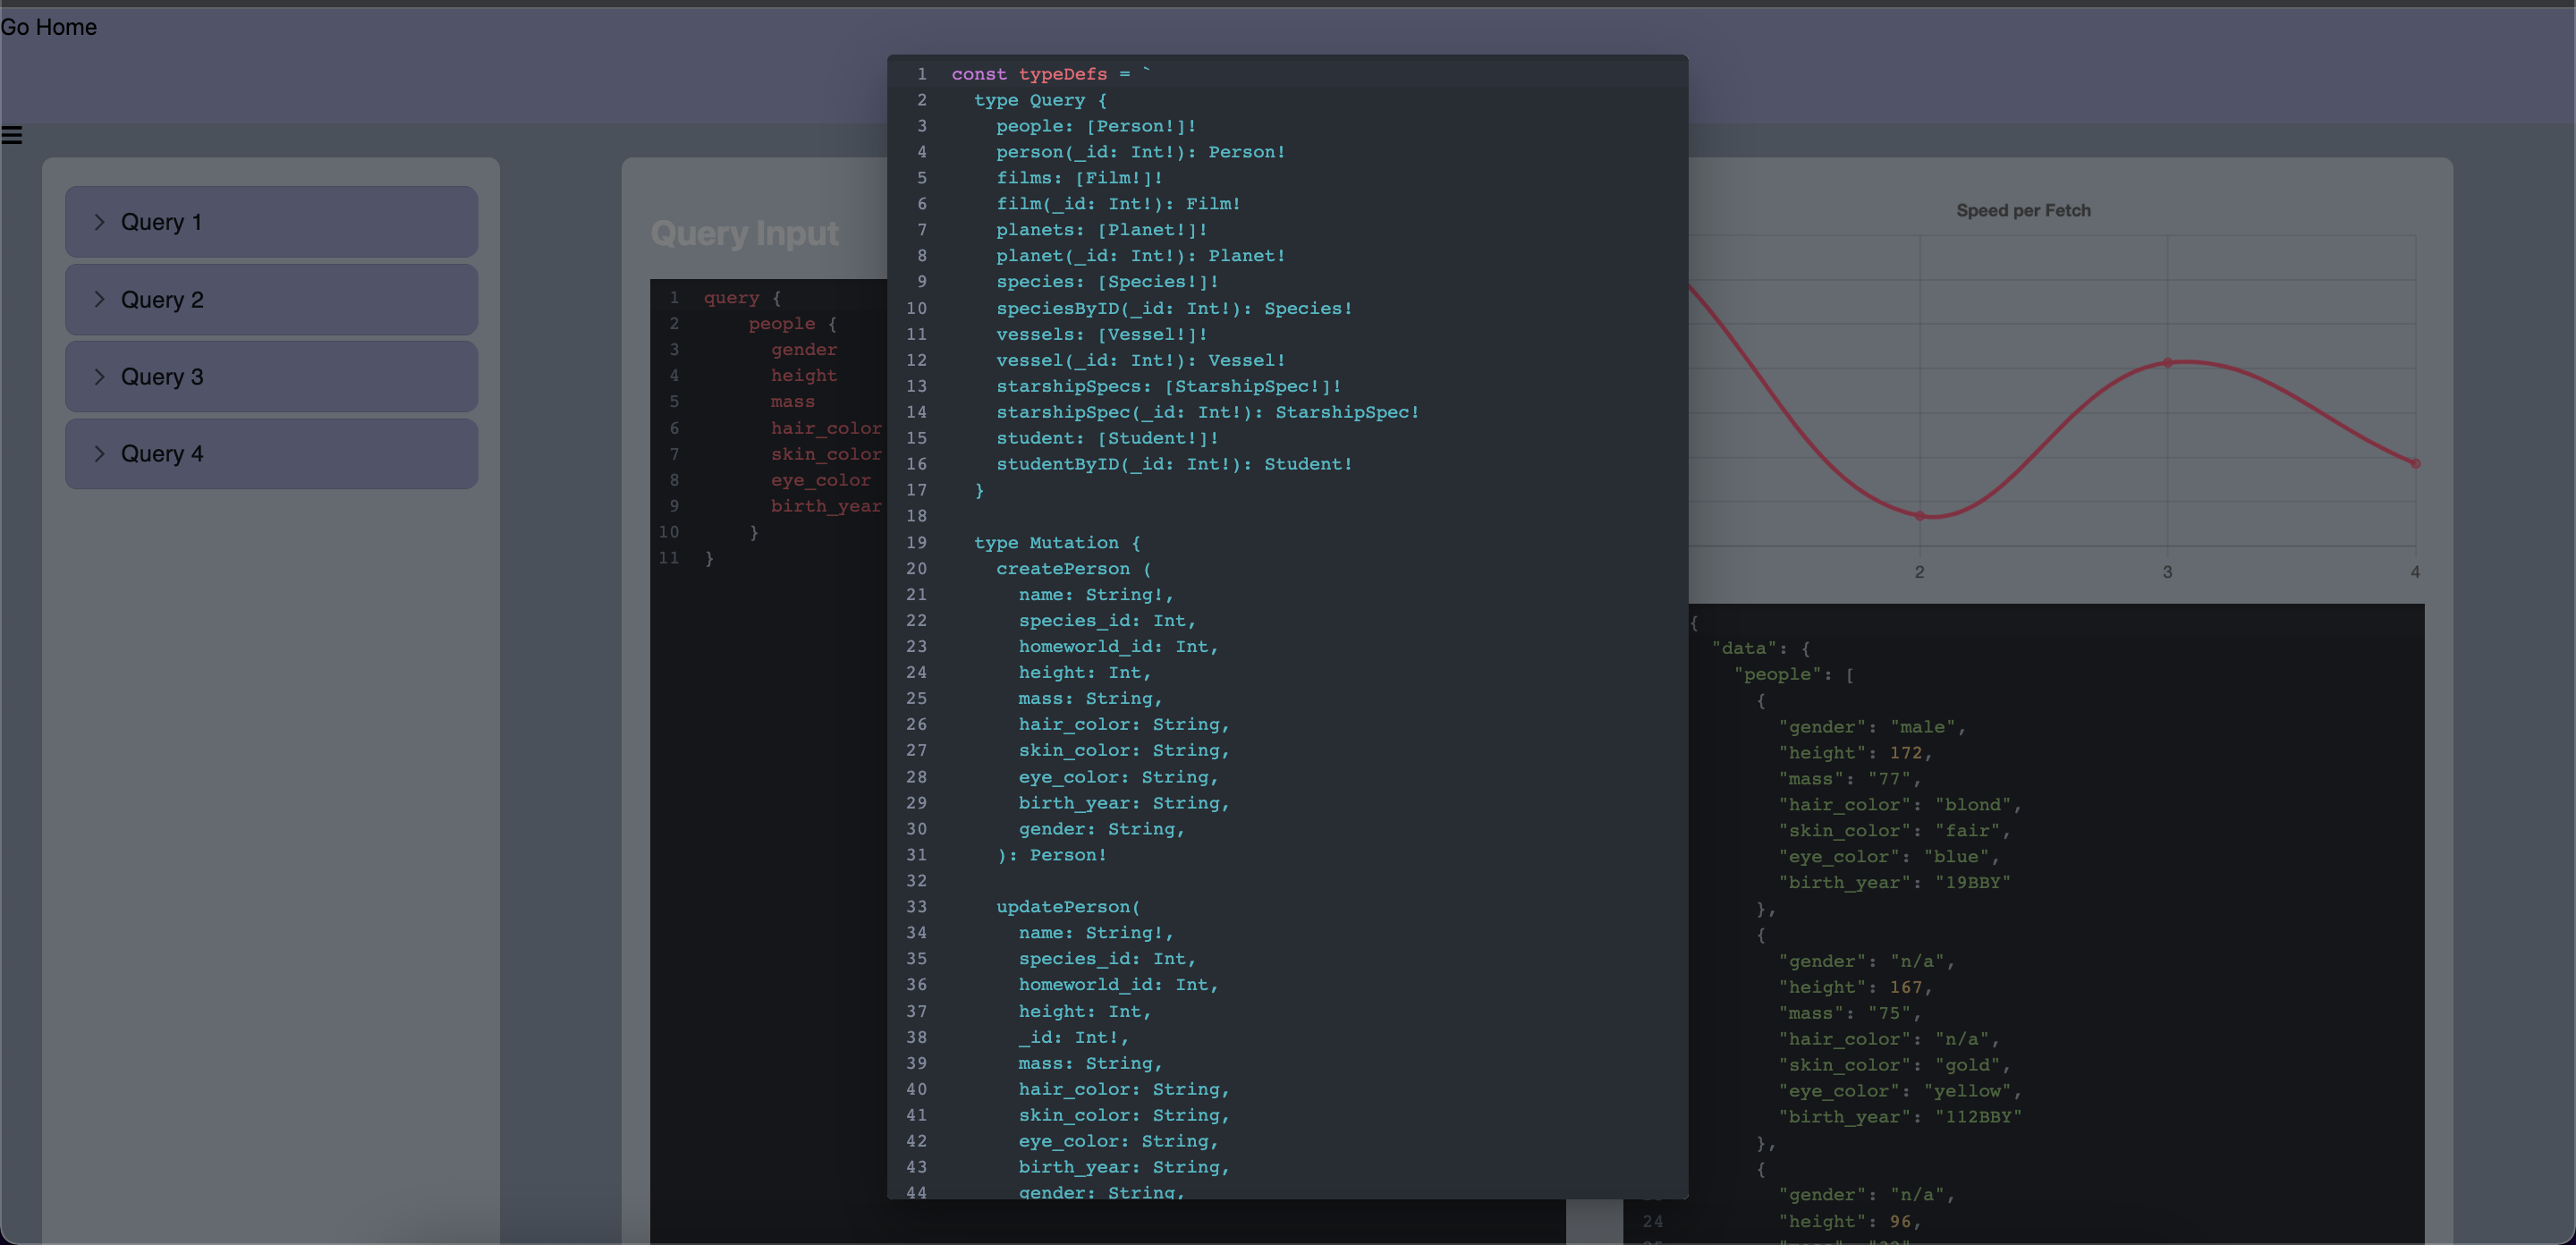 Go Home
Query 1
Query 2
Query 3
Query 4
Query Input
1 query {
2 people {
3 gender
4 height
5 mass
6 hair_color
7 skin_color
8 eye_color
9 birth_year
10 }
11 }
1 const typeDefs = `
2 type Query {
3 people: [Person!]!
4 person(_id: Int!): Person!
5 films: [Film!]!
6 film(_id: Int!): Film!
7 planets: [Planet!]!
8 planet(_id: Int!): Planet!
9 species: [Species!]!
10 speciesByID(_id: Int!): Species!
11 vessels: [Vessel!]!
12 vessel(_id: Int!): Vessel!
13 starshipSpecs: [StarshipSpec!]!
14 starshipSpec(_id: Int!): StarshipSpec!
15 student: [Student!]!
16 studentByID(_id: Int!): Student!
17 }
18
19 type Mutation {
20 createPerson (
21 name: String!,
22 species_id: Int,
23 homeworld_id: Int,
24 height: Int,
25 mass: String,
26 hair_color: String,
27 skin_color: String,
28 eye_color: String,
29 birth_year: String,
30 gender: String,
31 ): Person!
32
33 updatePerson(
34 name: String!,
35 species_id: Int,
36 homeworld_id: Int,
37 height: Int,
38 _id: Int!,
39 mass: String,
40 hair_color: String,
41 skin_color: String,
42 eye_color: String,
43 birth_year: String,
44 gender: String,
Speed per Fetch
2 3 4
{
"data": {
"people": [
{
"gender": "male",
"height": 172,
"mass": "77",
"hair_color": "blond",
"skin_color": "fair",
"eye_color": "blue",
"birth_year": "19BBY"
},
{
"gender": "n/a",
"height": 167,
"mass": "75",
"hair_color": "n/a",
"skin_color": "gold",
"eye_color": "yellow",
"birth_year": "112BBY"
},
{
"gender": "n/a",
24 "height": 96,